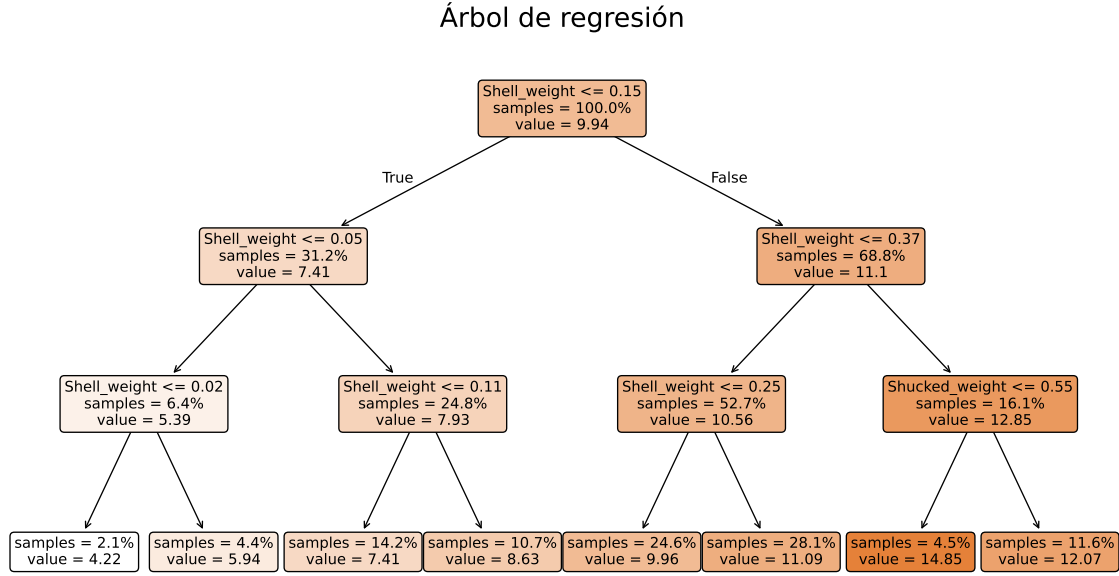 Árbol de regresión
Shell_weight <= 0.15
samples = 100.0%
value = 9.94
True
False
Shell_weight <= 0.05
samples = 31.2%
value = 7.41
Shell_weight <= 0.37
samples = 68.8%
value = 11.1
Shell_weight <= 0.02
samples = 6.4%
value = 5.39
Shell_weight <= 0.11
samples = 24.8%
value = 7.93
Shell_weight <= 0.25
samples = 52.7%
value = 10.56
Shucked_weight <= 0.55
samples = 16.1%
value = 12.85
samples = 2.1%
value = 4.22
samples = 4.4%
value = 5.94
samples = 14.2%
value = 7.41
samples = 10.7%
value = 8.63
samples = 24.6%
value = 9.96
samples = 28.1%
value = 11.09
samples = 4.5%
value = 14.85
samples = 11.6%
value = 12.07